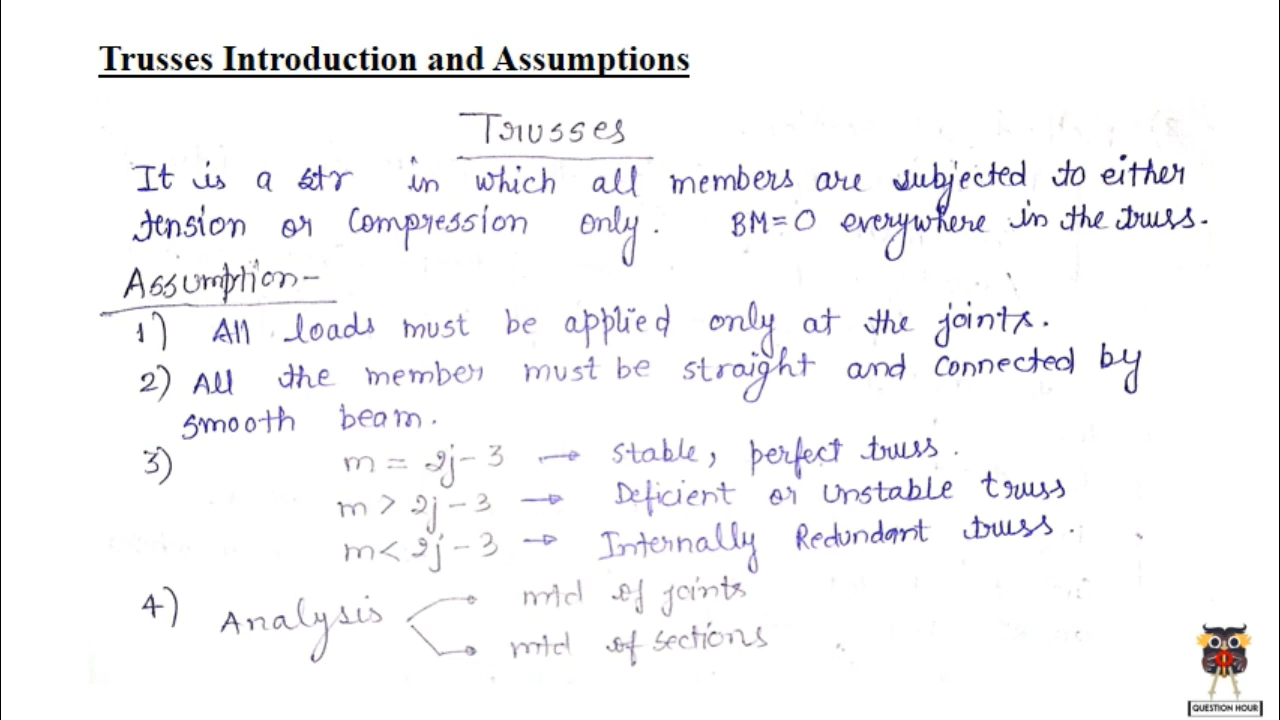 Trusses Introduction and Assumptions
Trusses
It is a str in which all members are subjected to either
tension or compression only. BM=0 everywhere in the truss.
Assumption-
1) All loads must be applied only at the joints.
2) All the member must be straight and connected by
smooth beam.
3) m = 2j-3 → stable, perfect truss.
m > 2j-3 → Deficient or unstable truss
m < 2j-3 → Internally Redundant truss.
4) Analysis → mtd of joints
→ mtd of sections
QUESTION HOUR